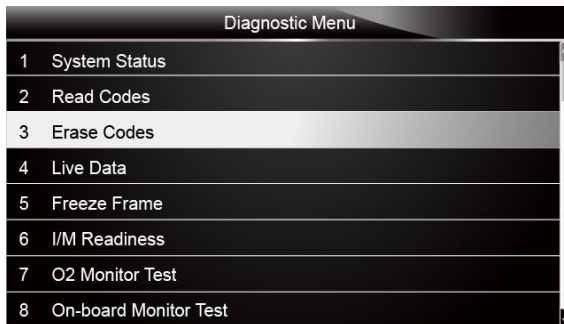 Diagnostic Menu
1 System Status
2 Read Codes
3 Erase Codes
4 Live Data
5 Freeze Frame
6 I/M Readiness
7 O2 Monitor Test
8 On-board Monitor Test